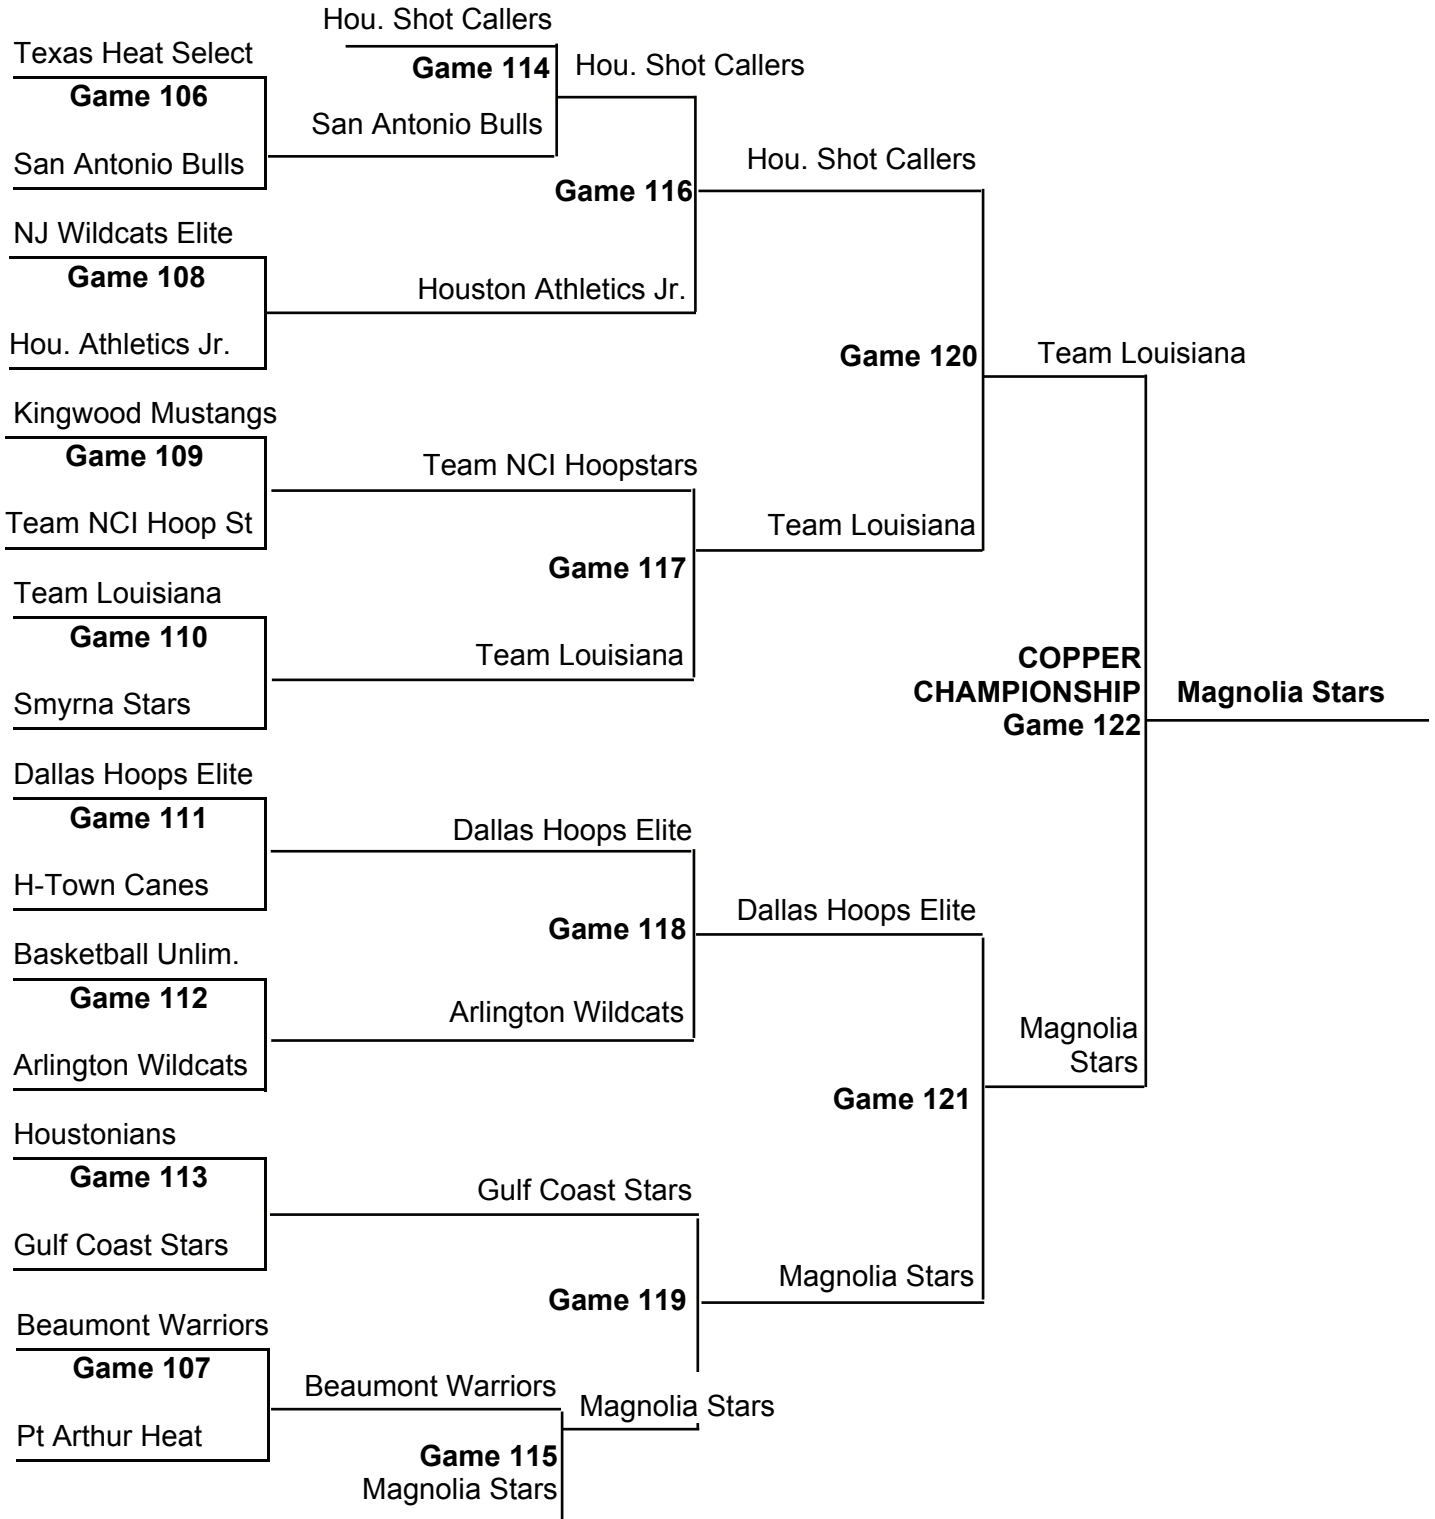 Hou. Shot Callers
Texas Heat Select
Game 114
Hou. Shot Callers
Game 106
San Antonio Bulls
San Antonio Bulls
Hou. Shot Callers
Game 116
NJ Wildcats Elite
Game 108
Houston Athletics Jr.
Hou. Athletics Jr.
Game 120
Team Louisiana
Kingwood Mustangs
Game 109
Team NCI Hoopstars
Team NCI Hoop St
Team Louisiana
Game 117
Team Louisiana
Game 110
Team Louisiana
Smyrna Stars
COPPER
CHAMPIONSHIP
Game 122
Magnolia Stars
Dallas Hoops Elite
Game 111
Dallas Hoops Elite
H-Town Canes
Dallas Hoops Elite
Game 118
Basketball Unlim.
Game 112
Arlington Wildcats
Arlington Wildcats
Magnolia
Stars
Game 121
Houstonians
Game 113
Gulf Coast Stars
Gulf Coast Stars
Magnolia Stars
Game 119
Beaumont Warriors
Game 107
Beaumont Warriors
Magnolia Stars
Pt Arthur Heat
Game 115
Magnolia Stars